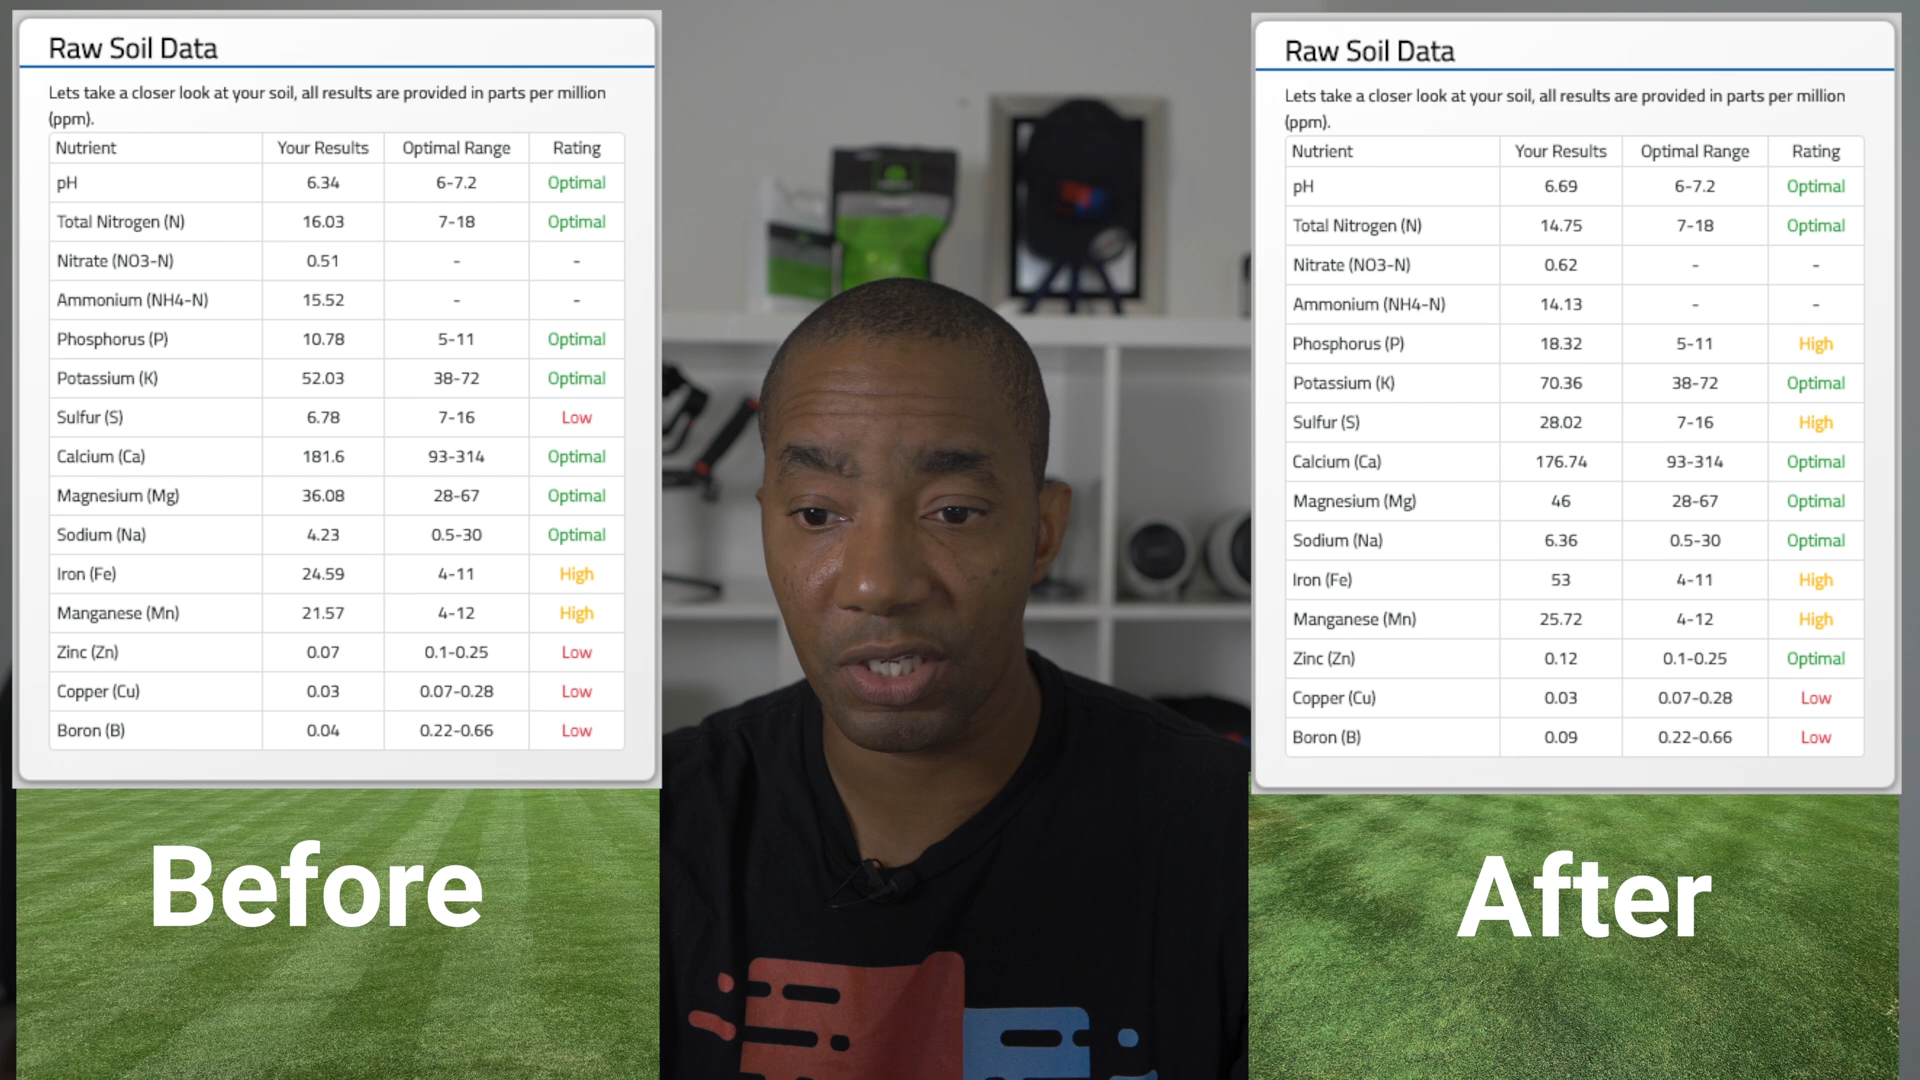 Raw Soil Data
Lets take a closer look at your soil, all results are provided in parts per million
(ppm).
Nutrient Your Results Optimal Range Rating
pH 6.34 6-7.2 Optimal
Total Nitrogen (N) 16.03 7-18 Optimal
Nitrate (NO3-N) 0.51 - -
Ammonium (NH4-N) 15.52 - -
Phosphorus (P) 10.78 5-11 Optimal
Potassium (K) 52.03 38-72 Optimal
Sulfur (S) 6.78 7-16 Low
Calcium (Ca) 181.6 93-314 Optimal
Magnesium (Mg) 36.08 28-67 Optimal
Sodium (Na) 4.23 0.5-30 Optimal
Iron (Fe) 24.59 4-11 High
Manganese (Mn) 21.57 4-12 High
Zinc (Zn) 0.07 0.1-0.25 Low
Copper (Cu) 0.03 0.07-0.28 Low
Boron (B) 0.04 0.22-0.66 Low
Before
Raw Soil Data
Lets take a closer look at your soil, all results are provided in parts per million
(ppm).
Nutrient Your Results Optimal Range Rating
pH 6.69 6-7.2 Optimal
Total Nitrogen (N) 14.75 7-18 Optimal
Nitrate (NO3-N) 0.62 - -
Ammonium (NH4-N) 14.13 - -
Phosphorus (P) 18.32 5-11 High
Potassium (K) 70.36 38-72 Optimal
Sulfur (S) 28.02 7-16 High
Calcium (Ca) 176.74 93-314 Optimal
Magnesium (Mg) 46 28-67 Optimal
Sodium (Na) 6.36 0.5-30 Optimal
Iron (Fe) 53 4-11 High
Manganese (Mn) 25.72 4-12 High
Zinc (Zn) 0.12 0.1-0.25 Optimal
Copper (Cu) 0.03 0.07-0.28 Low
Boron (B) 0.09 0.22-0.66 Low
After